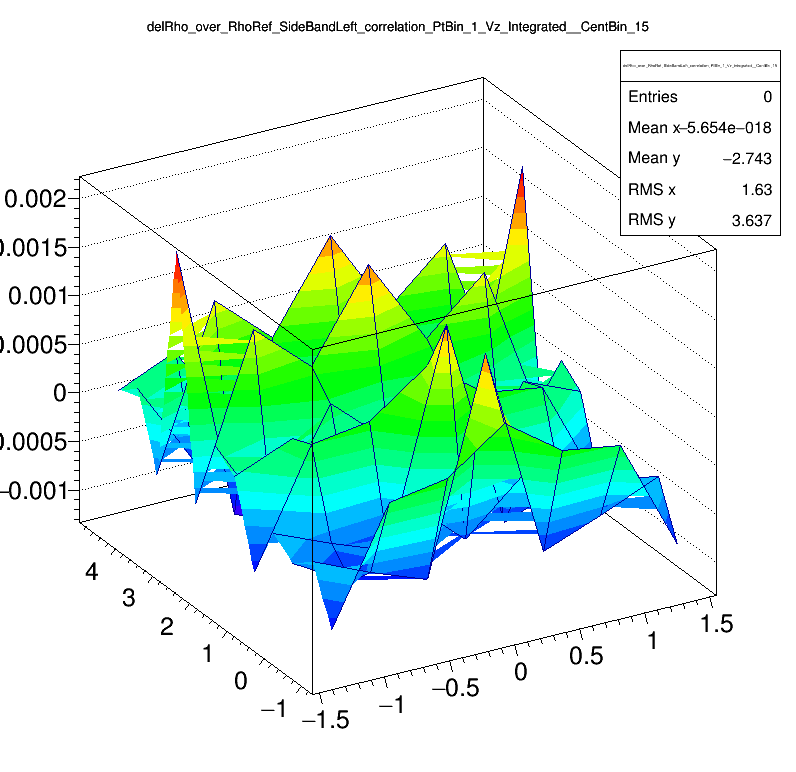 delRho_over_RhoRef_SideBandLeft_correlation_PtBin_1_Vz_Integrated__CentBin_15
delRho_over_RhoRef_SideBandLeft_correlation_PtBin_1_Vz_Integrated__CentBin_15
Entries 0
Mean x −5.654e−018
Mean y −2.743
RMS x 1.63
RMS y 3.637
0.002
0.0015
0.001
0.0005
0
0.0005
−0.001
4
3
2
1
0
−1
−1.5
−1
−0.5
0
0.5
1
1.5